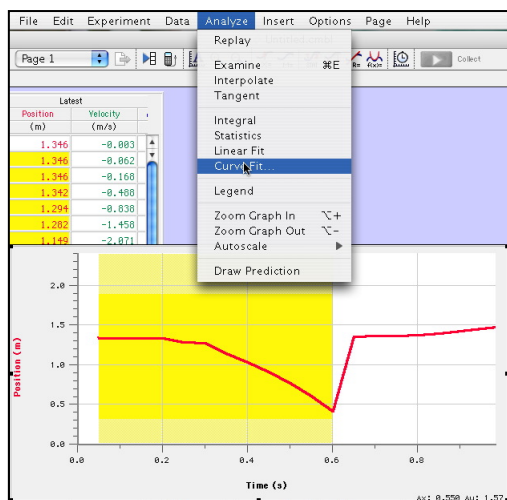 File Edit Experiment Data Analyze Insert Options Page Help
Page 1
Collect
Replay
Examine ⌘E
Interpolate
Tangent
Integral
Statistics
Linear Fit
Curve Fit...
Legend
Zoom Graph In ⌥+
Zoom Graph Out ⌥-
Autoscale
Draw Prediction
Latest
Position Velocity
(m) (m/s)
1.346 -0.003
1.346 -0.062
1.346 -0.168
1.342 -0.488
1.294 -0.838
1.282 -1.458
1.149 -2.071
Position (m)
2.0
1.5
1.0
0.5
0.0
0.0 0.2 0.4 0.6 0.8
Time (s)